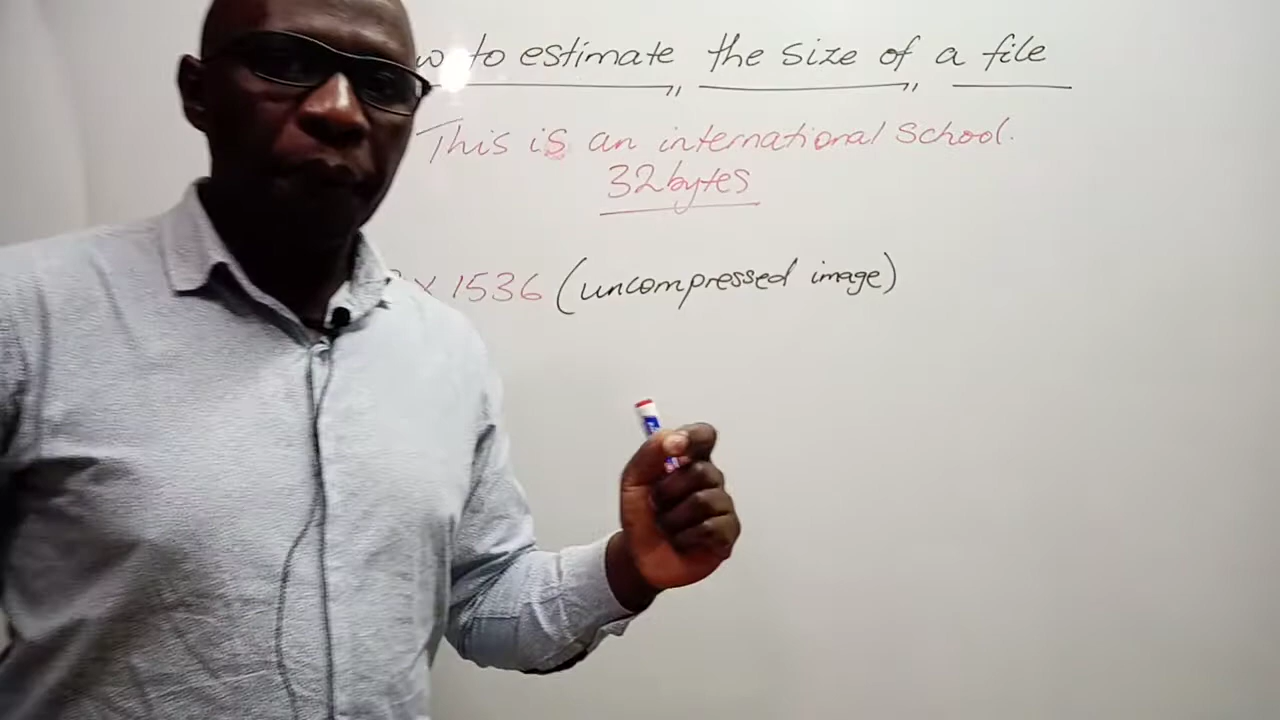 to estimate the size of a file
This is an international school.
32bytes
x 1536 (uncompressed image)